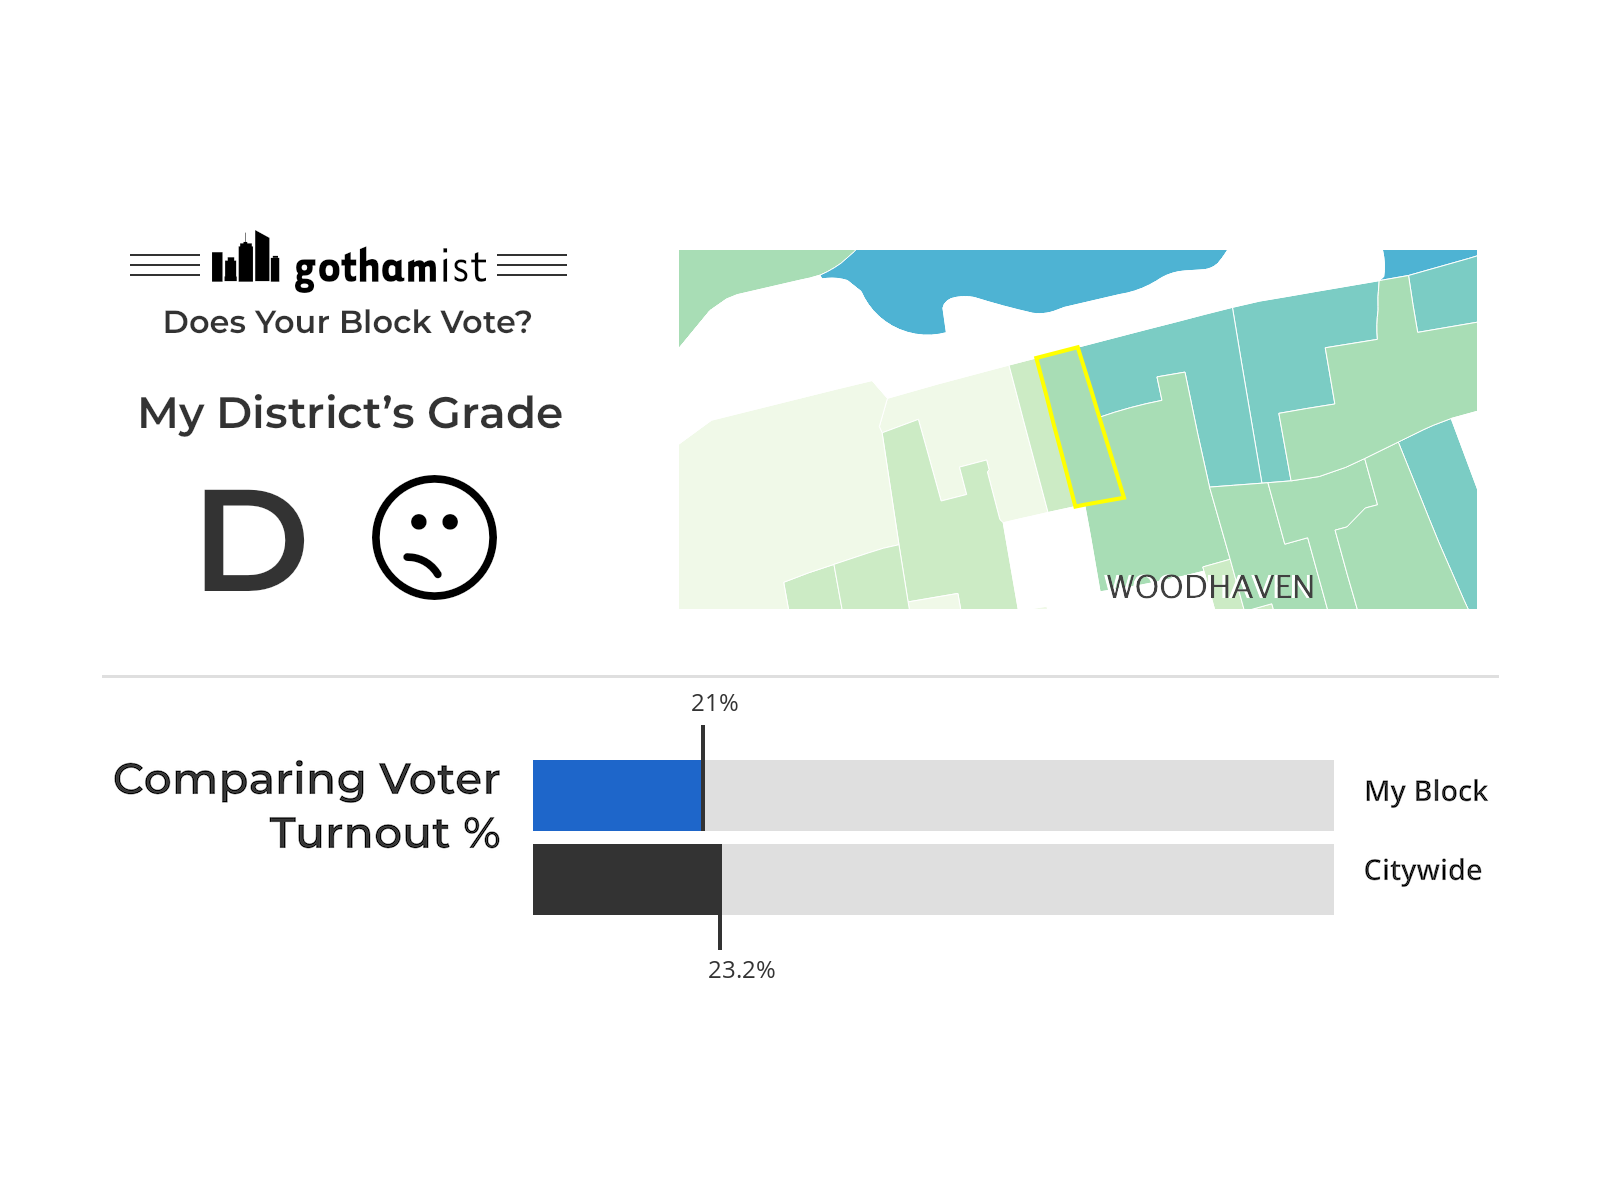 gothamist
Does Your Block Vote?
My District’s Grade
D
WOODHAVEN
21%
Comparing Voter
Turnout %
My Block
Citywide
23.2%